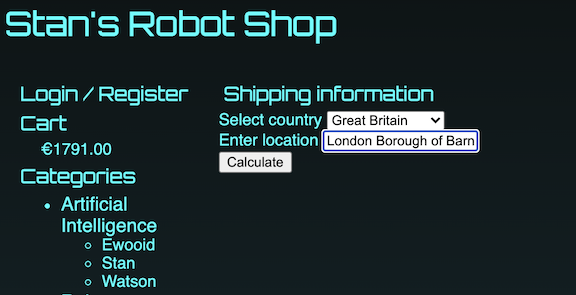 Stan's Robot Shop
Login / Register
Cart
€1791.00
Categories
Artificial
Intelligence
Ewooid
Stan
Watson
Shipping information
Select country Great Britain
Enter location London Borough of Barn
Calculate